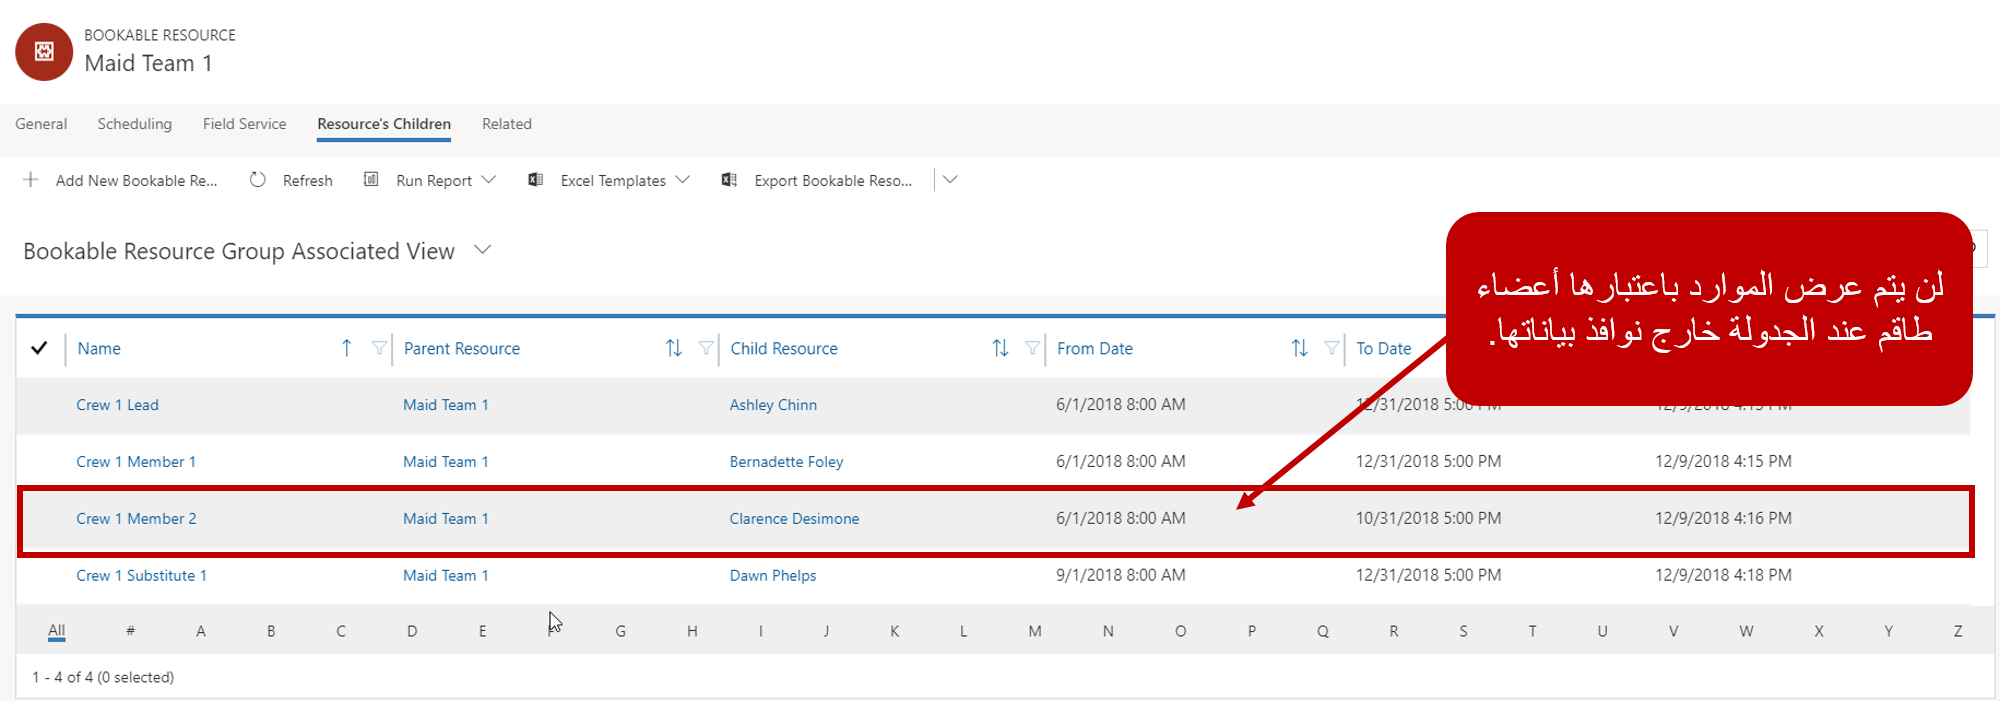 BOOKABLE RESOURCE
Maid Team 1
General Scheduling Field Service Resource's Children Related
Add New Bookable Re... Refresh Run Report Excel Templates Export Bookable Reso...
Bookable Resource Group Associated View
لن يتم عرض الموارد باعتبارها أعضاء
طاقم عند الجدولة خارج نوافذ بياناتها.
Name Parent Resource Child Resource From Date To Date
Crew 1 Lead Maid Team 1 Ashley Chinn 6/1/2018 8:00 AM 12/31/2018 5:00 PM 12/9/2018 4:15 PM
Crew 1 Member 1 Maid Team 1 Bernadette Foley 6/1/2018 8:00 AM 12/31/2018 5:00 PM 12/9/2018 4:15 PM
Crew 1 Member 2 Maid Team 1 Clarence Desimone 6/1/2018 8:00 AM 10/31/2018 5:00 PM 12/9/2018 4:16 PM
Crew 1 Substitute 1 Maid Team 1 Dawn Phelps 9/1/2018 8:00 AM 12/31/2018 5:00 PM 12/9/2018 4:18 PM
All # A B C D E F G H I J K L M N O P Q R S T U V W X Y Z
1 - 4 of 4 (0 selected)